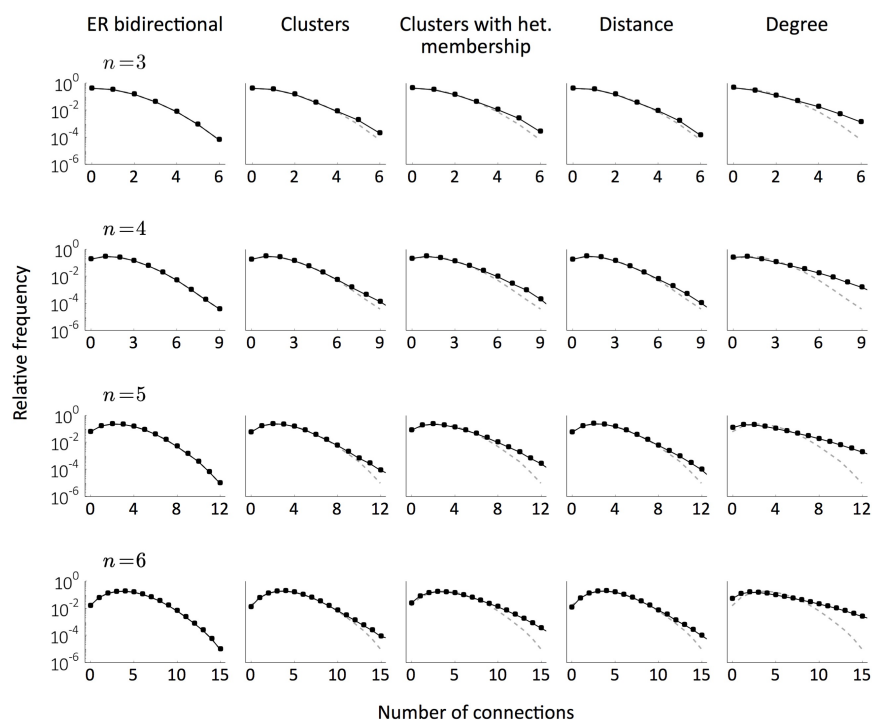 ER bidirectional Clusters Clusters with het. membership Distance Degree
n=3
10^0
10^-2
10^-4
10^-6
0 2 4 6 0 2 4 6 0 2 4 6 0 2 4 6 0 2 4 6
n=4
10^0
10^-2
10^-4
10^-6
0 3 6 9 0 3 6 9 0 3 6 9 0 3 6 9 0 3 6 9
Relative frequency
n=5
10^0
10^-2
10^-4
10^-6
0 4 8 12 0 4 8 12 0 4 8 12 0 4 8 12 0 4 8 12
n=6
10^0
10^-2
10^-4
10^-6
0 5 10 15 0 5 10 15 0 5 10 15 0 5 10 15 0 5 10 15
Number of connections